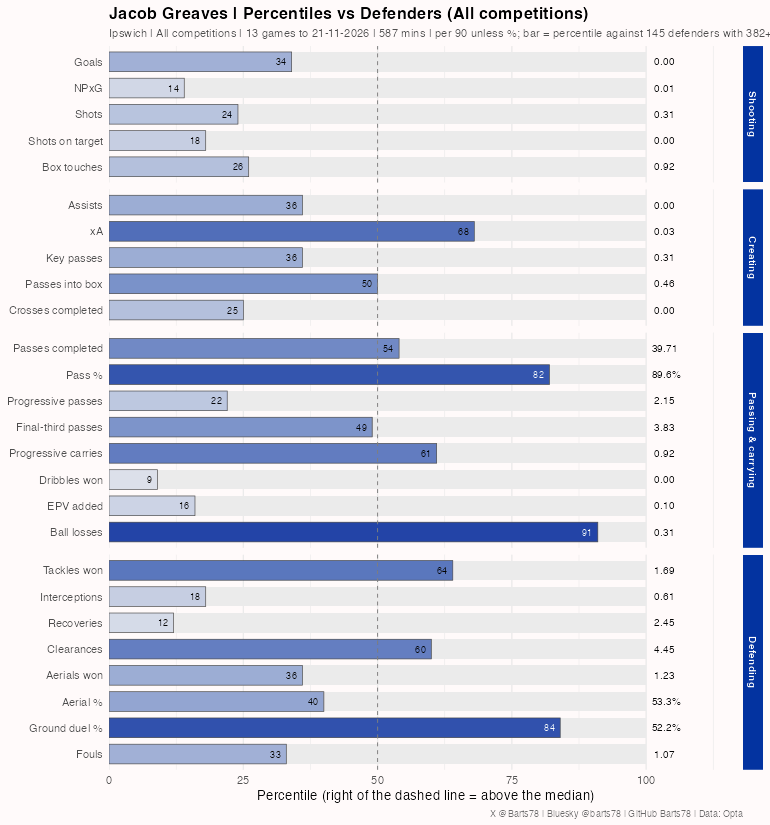 Jacob Greaves | Percentiles vs Defenders (All competitions)
Ipswich | All competitions | 13 games to 21-11-2026 | 587 mins | per 90 unless %; bar = percentile against 145 defenders with 382+
Goals 34 0.00
NPxG 14 0.01
Shots 24 0.31
Shots on target 18 0.00
Box touches 26 0.92
Shooting
Assists 36 0.00
xA 68 0.03
Key passes 36 0.31
Passes into box 50 0.46
Crosses completed 25 0.00
Creating
Passes completed 54 39.71
Pass % 82 89.6%
Progressive passes 22 2.15
Final-third passes 49 3.83
Progressive carries 61 0.92
Dribbles won 9 0.00
EPV added 16 0.10
Ball losses 91 0.31
Passing & carrying
Tackles won 64 1.69
Interceptions 18 0.61
Recoveries 12 2.45
Clearances 60 4.45
Aerials won 36 1.23
Aerial % 40 53.3%
Ground duel % 84 52.2%
Fouls 33 1.07
Defending
0 25 50 75 100
Percentile (right of the dashed line = above the median)
X @Barts78 | Bluesky @barts78 | GitHub Barts78 | Data: Opta